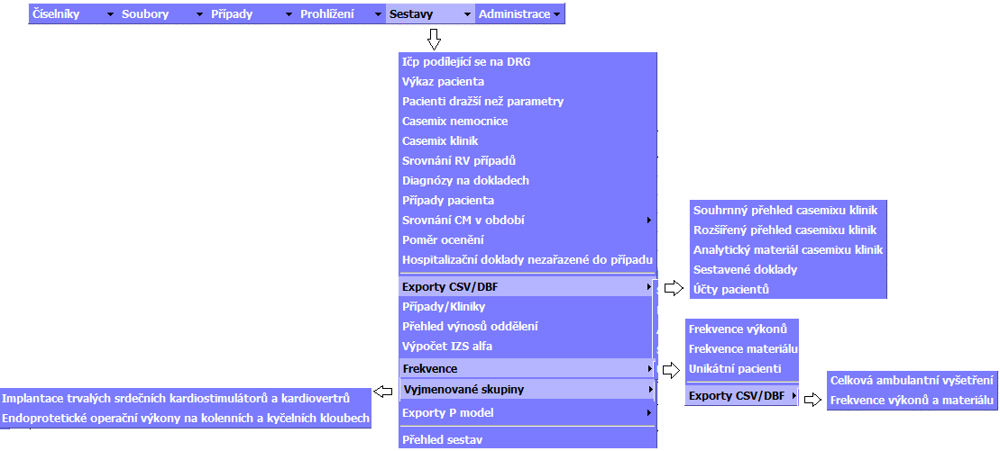 Číselníky Soubory Případy Prohlížení Sestavy Administrace
Ičp podílející se na DRG
Výkaz pacienta
Pacienti dražší než parametry
Casemix nemocnice
Casemix klinik
Srovnání RV případů
Diagnózy na dokladech
Případy pacienta
Srovnání CM v období
Poměr ocenění
Hospitalizační doklady nezařazené do případu
Exporty CSV/DBF
Případy/Kliniky
Přehled výnosů oddělení
Výpočet IZS alfa
Frekvence
Vyjmenované skupiny
Exporty P model
Přehled sestav
Souhrnný přehled casemixu klinik
Rozšířený přehled casemixu klinik
Analytický materiál casemixu klinik
Sestavené doklady
Účty pacientů
Frekvence výkonů
Frekvence materiálu
Unikátní pacienti
Exporty CSV/DBF
Celková ambulantní vyšetření
Frekvence výkonů a materiálu
Implantace trvalých srdečních kardiostimulátorů a kardiovertrů
Endoprotetické operační výkony na kolenních a kyčelních kloubech